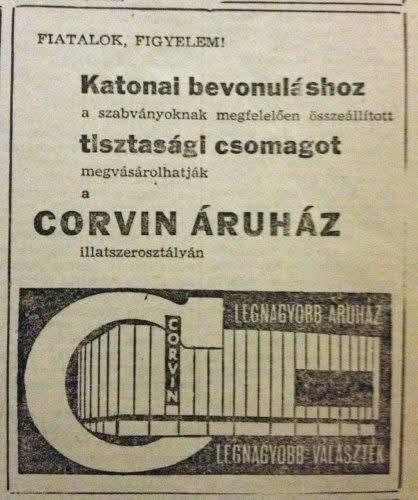 FIATALOK, FIGYELEM!
Katonai bevonuláshoz
a szabványoknak megfelelően összeállított
tisztasági csomagot
megvásárolhatják
a
CORVIN ÁRUHÁZ
illatszerosztályán
LEGNAGYOBB ÁRUHÁZ
CORVIN
LEGNAGYOBB VÁLASZTÉK